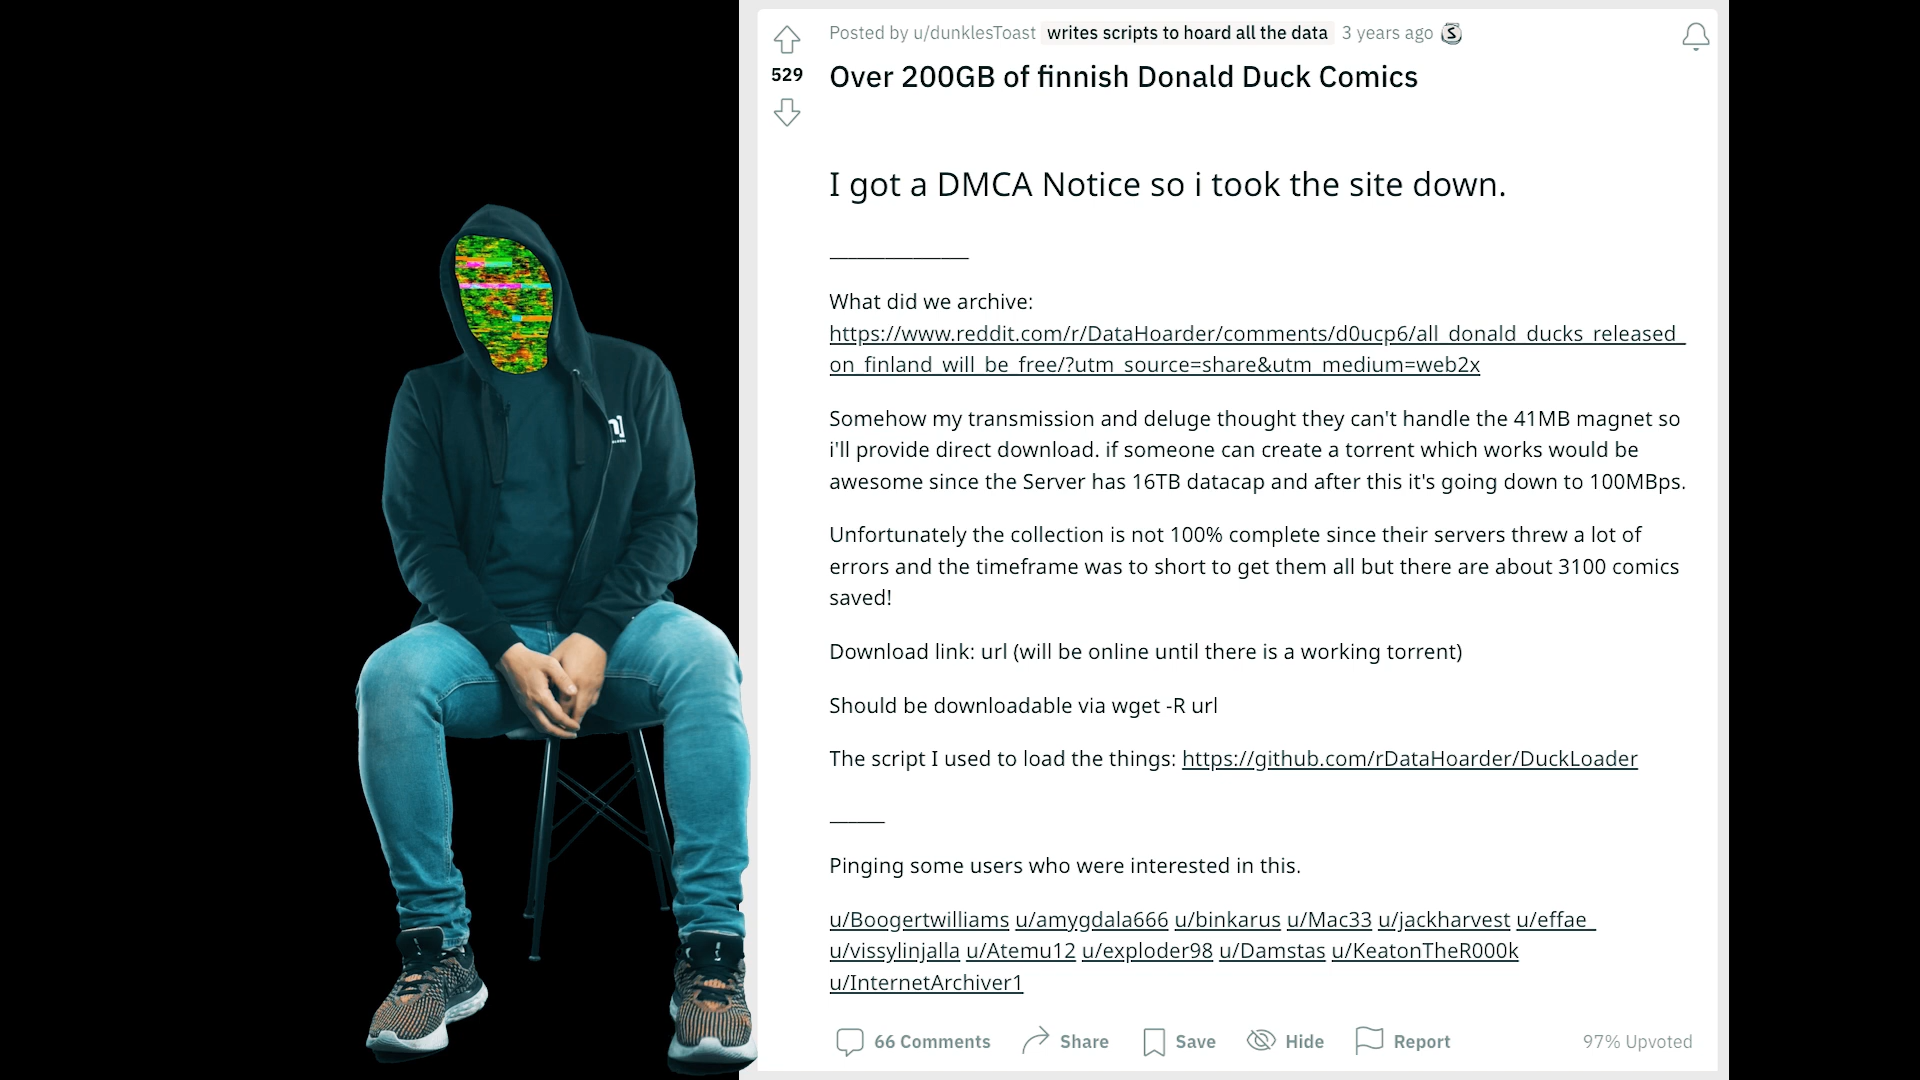 Posted by u/dunklesToast writes scripts to hoard all the data 3 years ago
529
Over 200GB of finnish Donald Duck Comics
I got a DMCA Notice so i took the site down.
_______________
What did we archive:
https://www.reddit.com/r/DataHoarder/comments/d0ucp6/all_donald_ducks_released_
on_finland_will_be_free/?utm_source=share&utm_medium=web2x
Somehow my transmission and deluge thought they can't handle the 41MB magnet so
i'll provide direct download. if someone can create a torrent which works would be
awesome since the Server has 16TB datacap and after this it's going down to 100MBps.
Unfortunately the collection is not 100% complete since their servers threw a lot of
errors and the timeframe was to short to get them all but there are about 3100 comics
saved!
Download link: url (will be online until there is a working torrent)
Should be downloadable via wget -R url
The script I used to load the things: https://github.com/rDataHoarder/DuckLoader
______
Pinging some users who were interested in this.
u/Boogertwilliams u/amygdala666 u/binkarus u/Mac33 u/jackharvest u/effae_
u/vissylinjalla u/Atemu12 u/exploder98 u/Damstas u/KeatonTheR000k
u/InternetArchiver1
66 Comments Share Save Hide Report 97% Upvoted